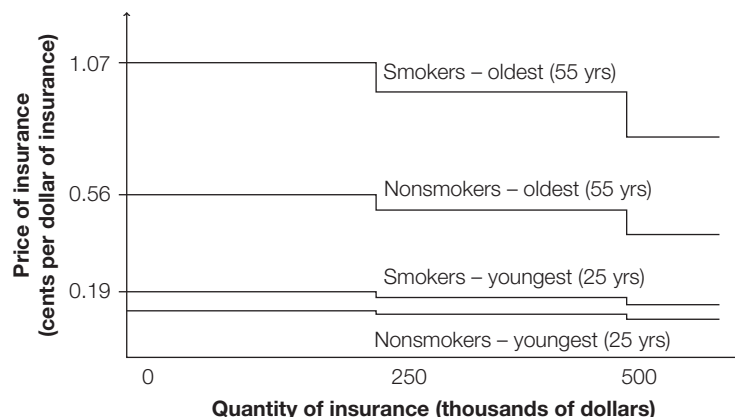 Price of insurance
(cents per dollar of insurance)
1.07
0.56
0.19
Smokers – oldest (55 yrs)
Nonsmokers – oldest (55 yrs)
Smokers – youngest (25 yrs)
Nonsmokers – youngest (25 yrs)
0
250
500
Quantity of insurance (thousands of dollars)